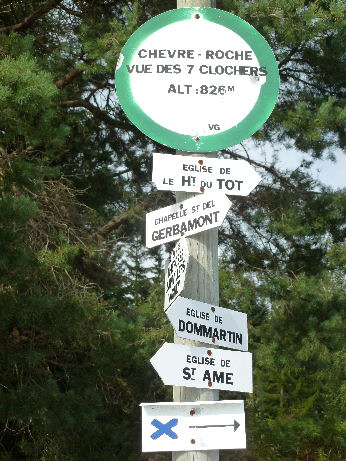 CHEVRE - ROCHE
VUE DES 7 CLOCHERS
ALT : 826 M
VG
EGLISE DE
LE HT DU TOT
CHAPELLE ST DEL
GERBAMONT
EGLISE DE
DOMMARTIN
EGLISE DE
ST AME